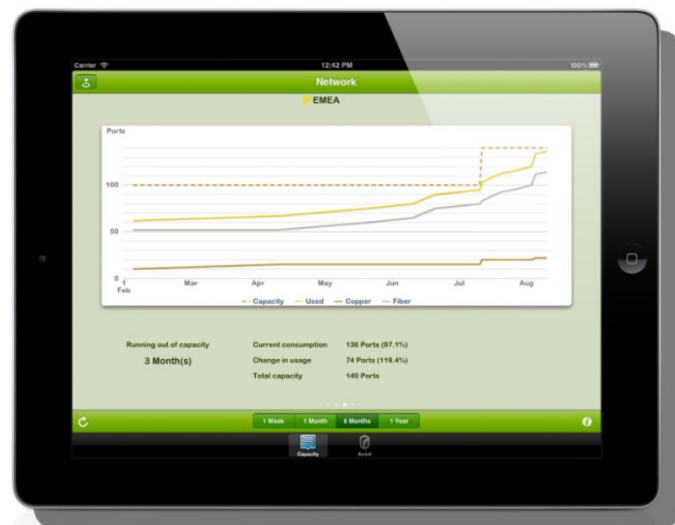 Carrier 12:42 PM 100%
Network
EMEA
Ports
100
50
0
1 Mar Apr May Jun Jul Aug
Feb
Capacity Used Copper Fiber
Running out of capacity
3 Month(s)
Current consumption 136 Ports (97.1%)
Change in usage 74 Ports (119.4%)
Total capacity 140 Ports
1 Week 1 Month 6 Months 1 Year
Capacity Asset